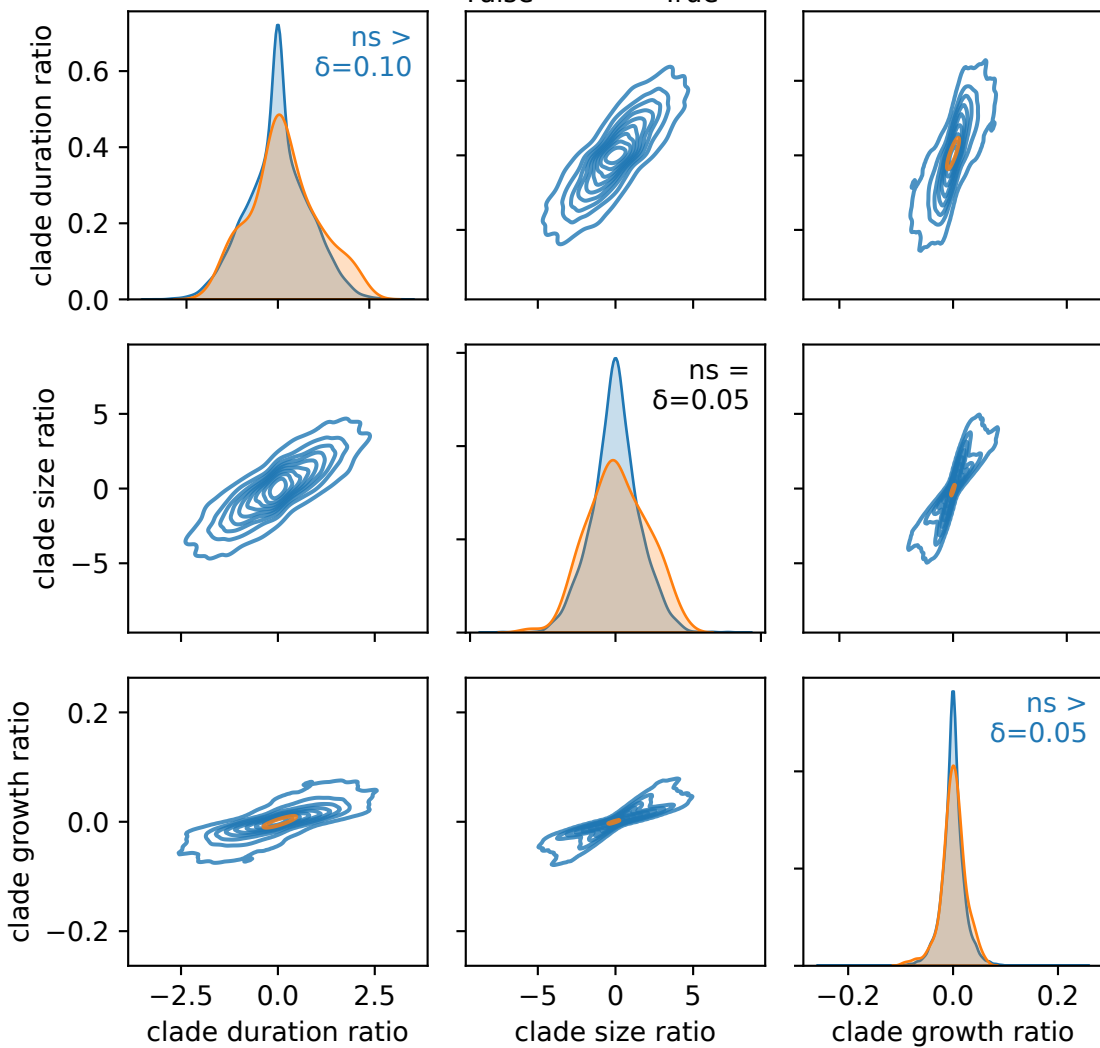 clade duration ratio
0.6
0.4
0.2
0.0
ns >
δ=0.10
clade size ratio
5
0
−5
ns =
δ=0.05
clade growth ratio
0.2
0.0
−0.2
ns >
δ=0.05
−2.5
0.0
2.5
clade duration ratio
−5
0
5
clade size ratio
−0.2
0.0
0.2
clade growth ratio